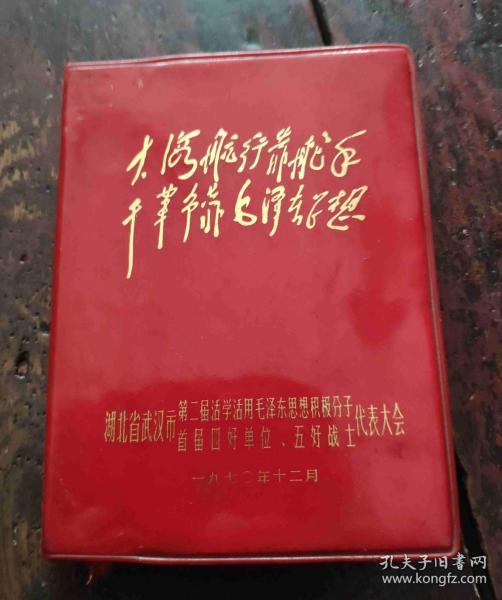 大海航行靠舵手
干革命靠毛泽东思想
湖北省武汉市第二届活学活用毛泽东思想积极分子
首届四好单位、五好战士代表大会
一九七〇年十二月
孔夫子旧书网
www.kongfz.com